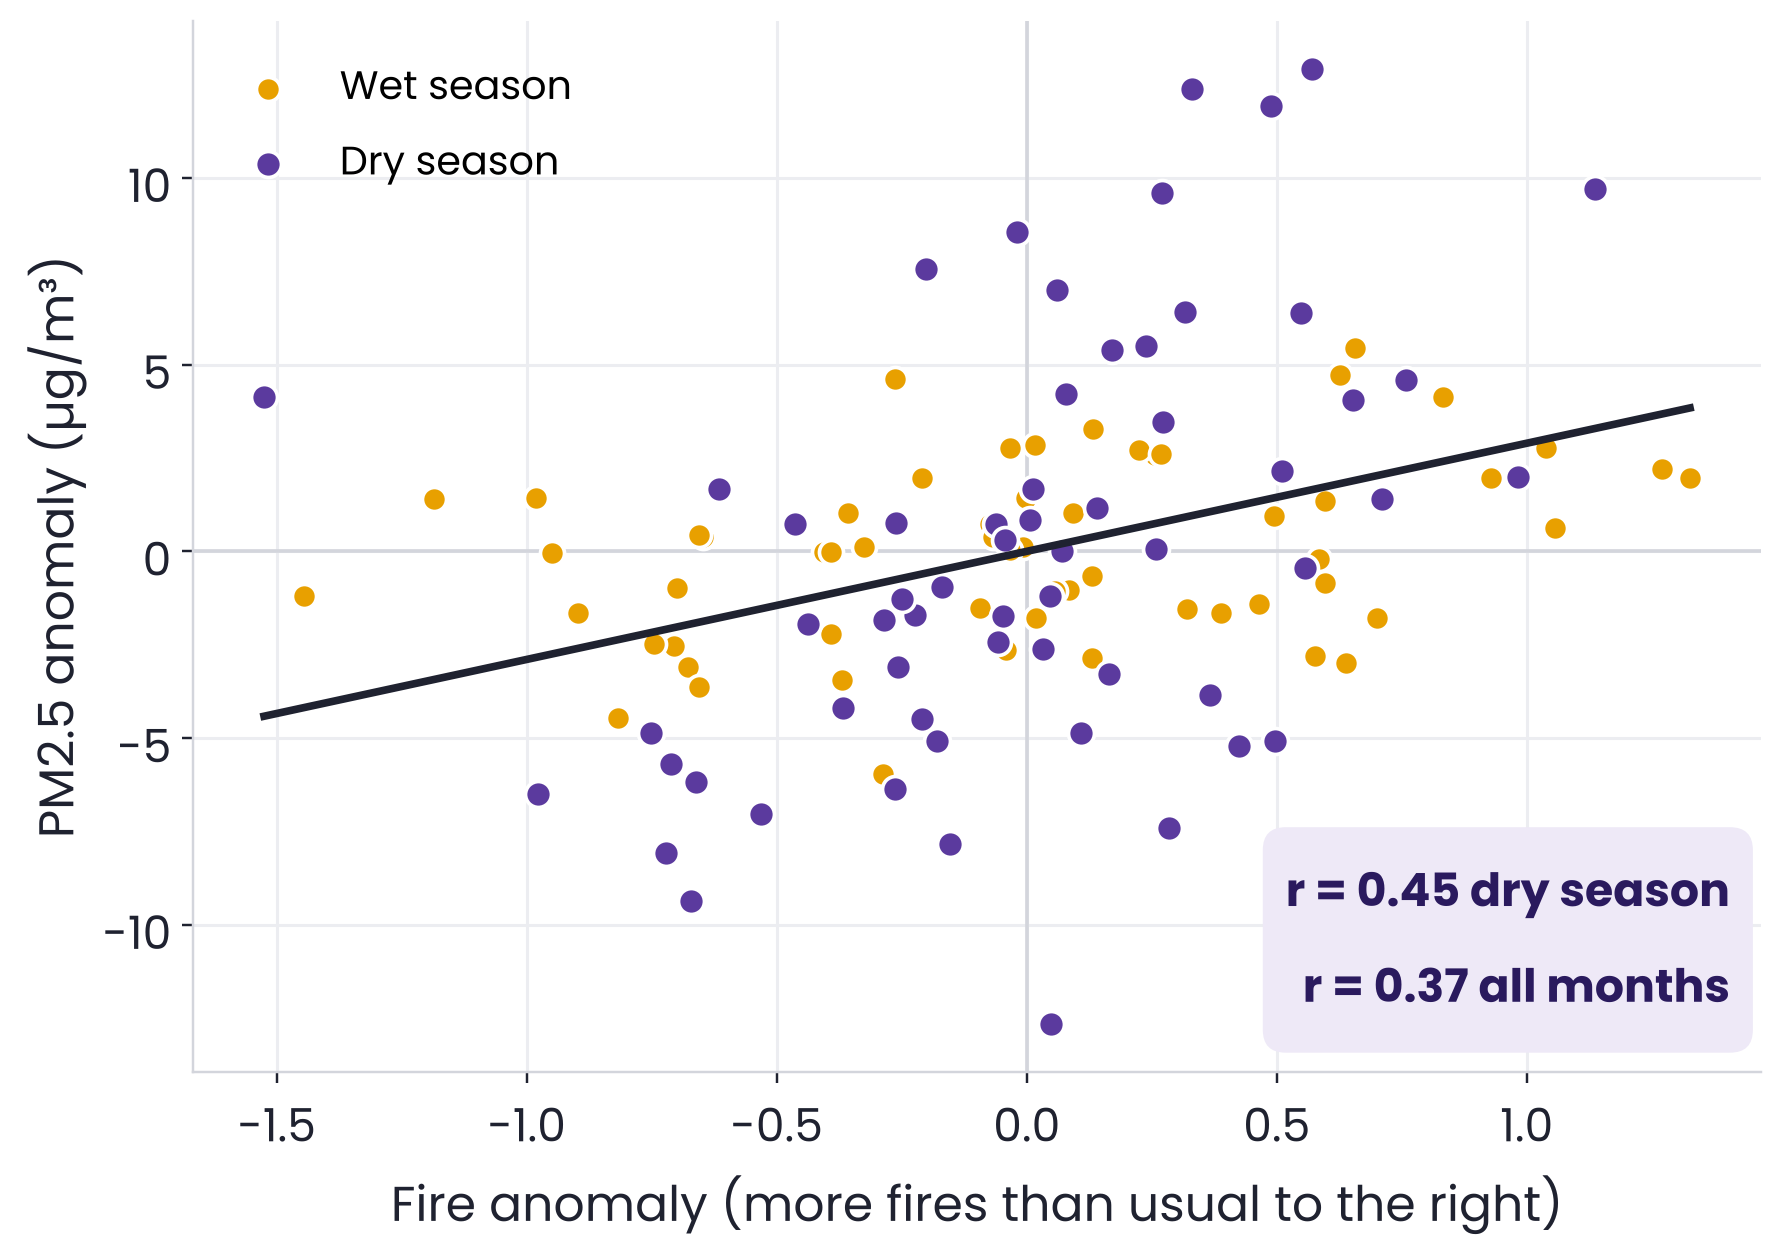 Wet season
Dry season
10
5
0
−5
−10
PM2.5 anomaly (µg/m³)
r = 0.45 dry season
r = 0.37 all months
−1.5
−1.0
−0.5
0.0
0.5
1.0
Fire anomaly (more fires than usual to the right)